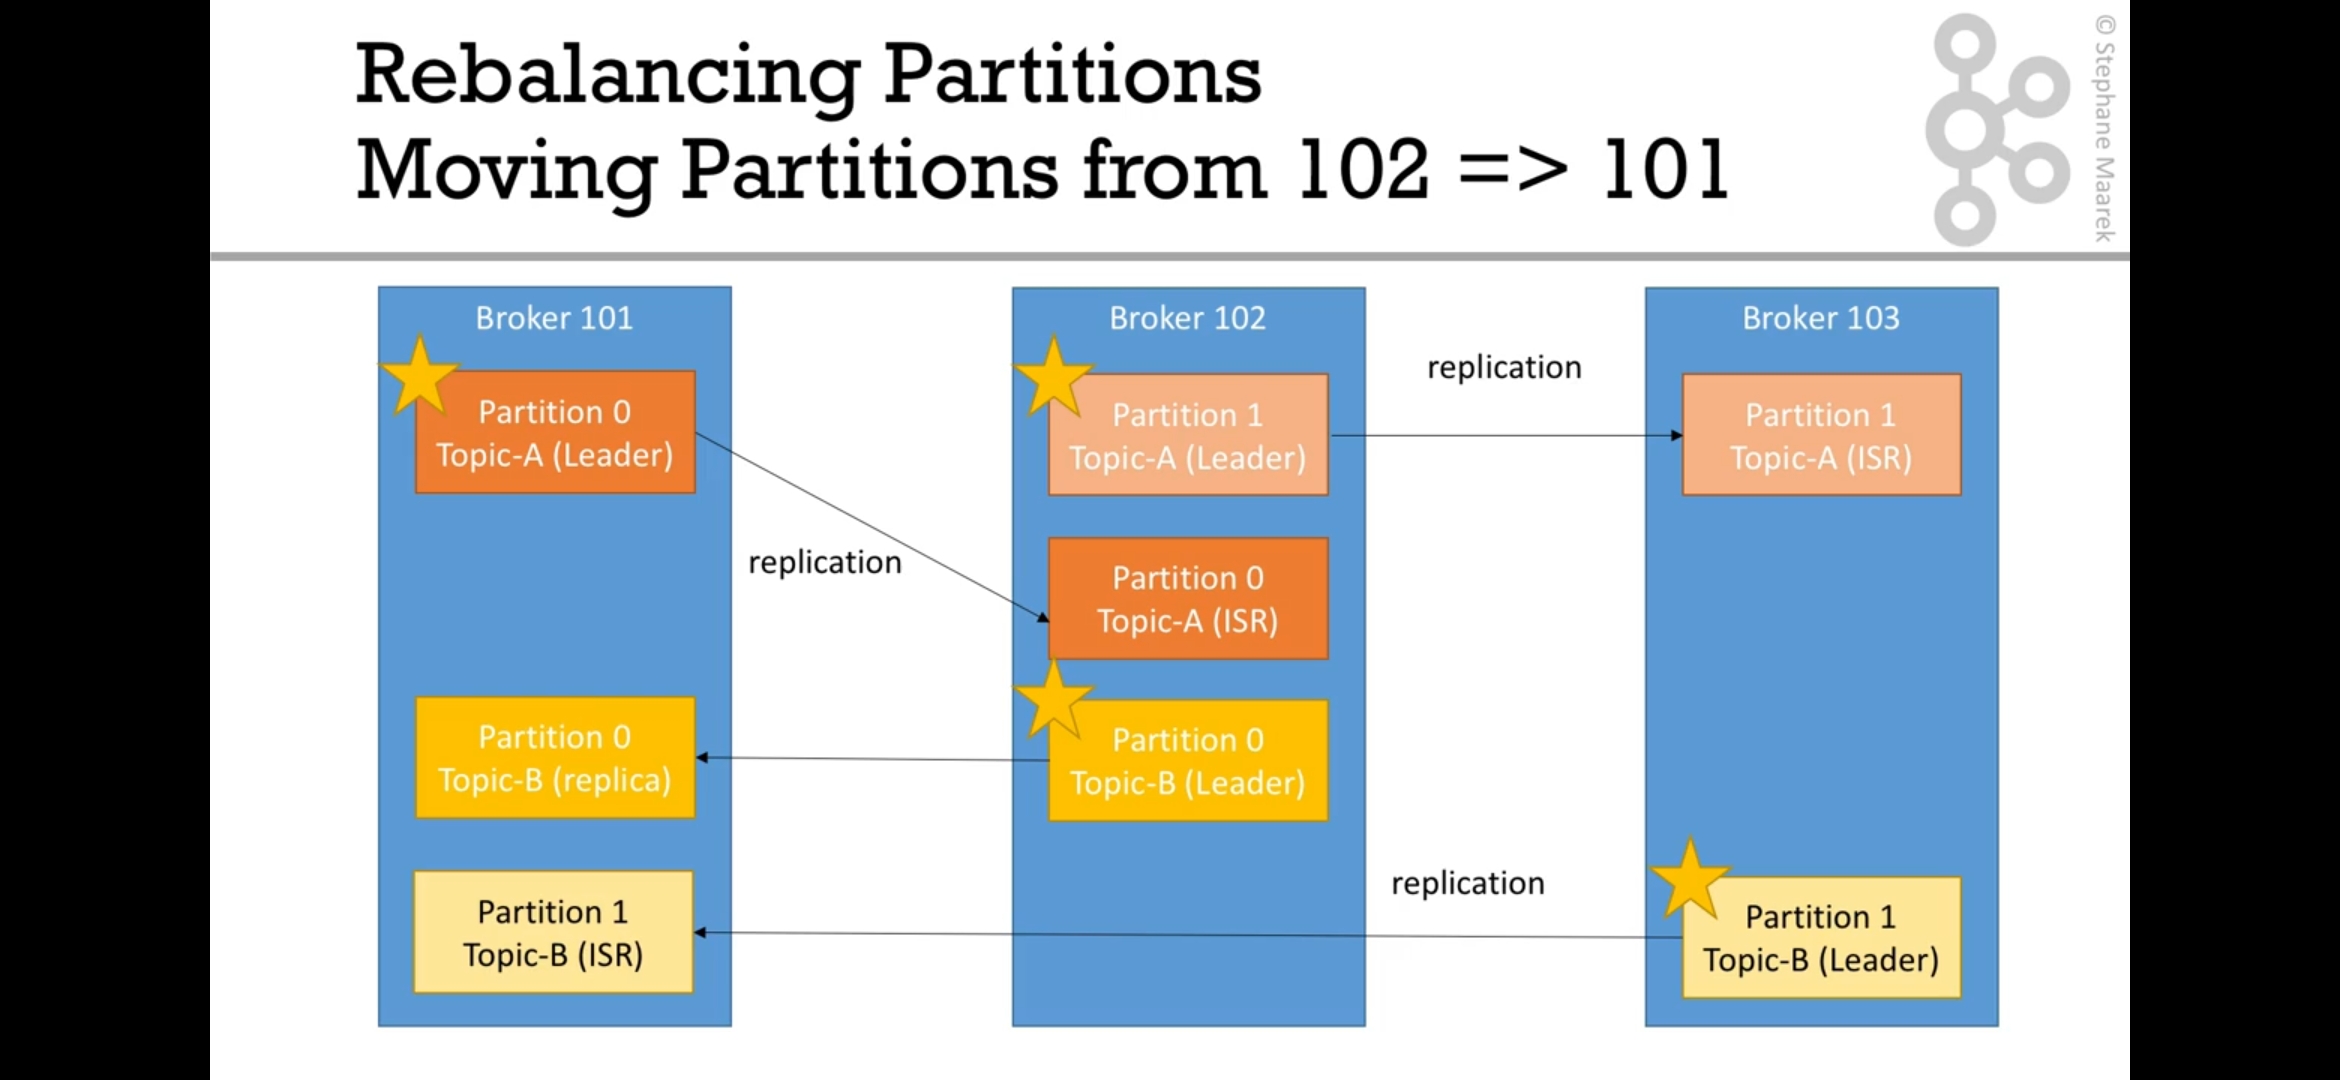 Rebalancing Partitions
Moving Partitions from 102 => 101
© Stephane Maarek
Broker 101
Partition 0
Topic-A (Leader)
Partition 0
Topic-B (replica)
Partition 1
Topic-B (ISR)
replication
Broker 102
Partition 1
Topic-A (Leader)
Partition 0
Topic-A (ISR)
Partition 0
Topic-B (Leader)
replication
replication
Broker 103
Partition 1
Topic-A (ISR)
Partition 1
Topic-B (Leader)